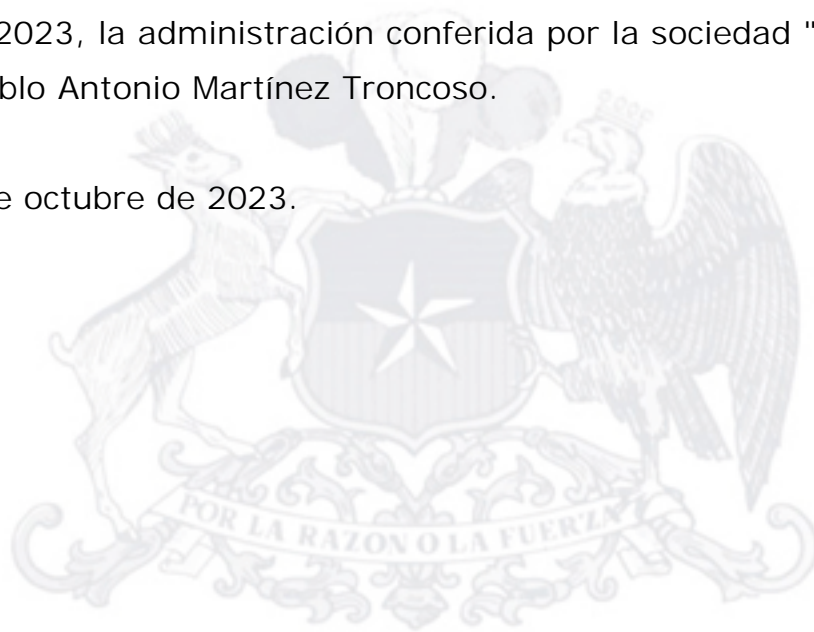 2023, la administración conferida por la sociedad "
blo Antonio Martínez Troncoso.
e octubre de 2023.
POR LA RAZON O LA FUERZA